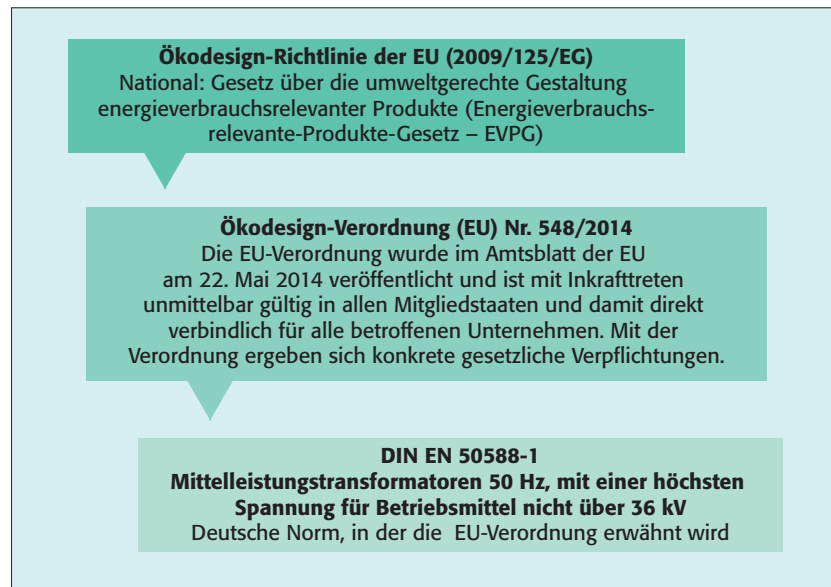 Ökodesign-Richtlinie der EU (2009/125/EG)
National: Gesetz über die umweltgerechte Gestaltung
energieverbrauchsrelevanter Produkte (Energieverbrauchs-
relevante-Produkte-Gesetz – EVPG)
Ökodesign-Verordnung (EU) Nr. 548/2014
Die EU-Verordnung wurde im Amtsblatt der EU
am 22. Mai 2014 veröffentlicht und ist mit Inkrafttreten
unmittelbar gültig in allen Mitgliedstaaten und damit direkt
verbindlich für alle betroffenen Unternehmen. Mit der
Verordnung ergeben sich konkrete gesetzliche Verpflichtungen.
DIN EN 50588-1
Mittelleistungstransformatoren 50 Hz, mit einer höchsten
Spannung für Betriebsmittel nicht über 36 kV
Deutsche Norm, in der die EU-Verordnung erwähnt wird